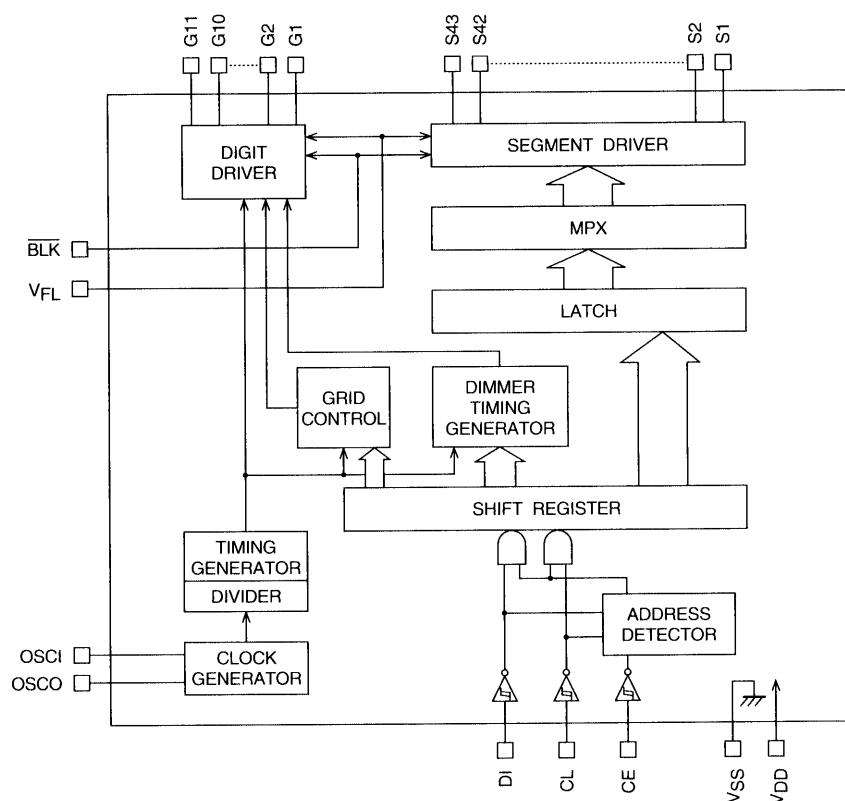 G11
G10
G2
G1
S43
S42
S2
S1
DIGIT
DRIVER
SEGMENT DRIVER
MPX
LATCH
BLK
VFL
GRID
CONTROL
DIMMER
TIMING
GENERATOR
SHIFT REGISTER
TIMING
GENERATOR
DIVIDER
ADDRESS
DETECTOR
OSCI
OSCO
CLOCK
GENERATOR
DI
CL
CE
VSS
VDD